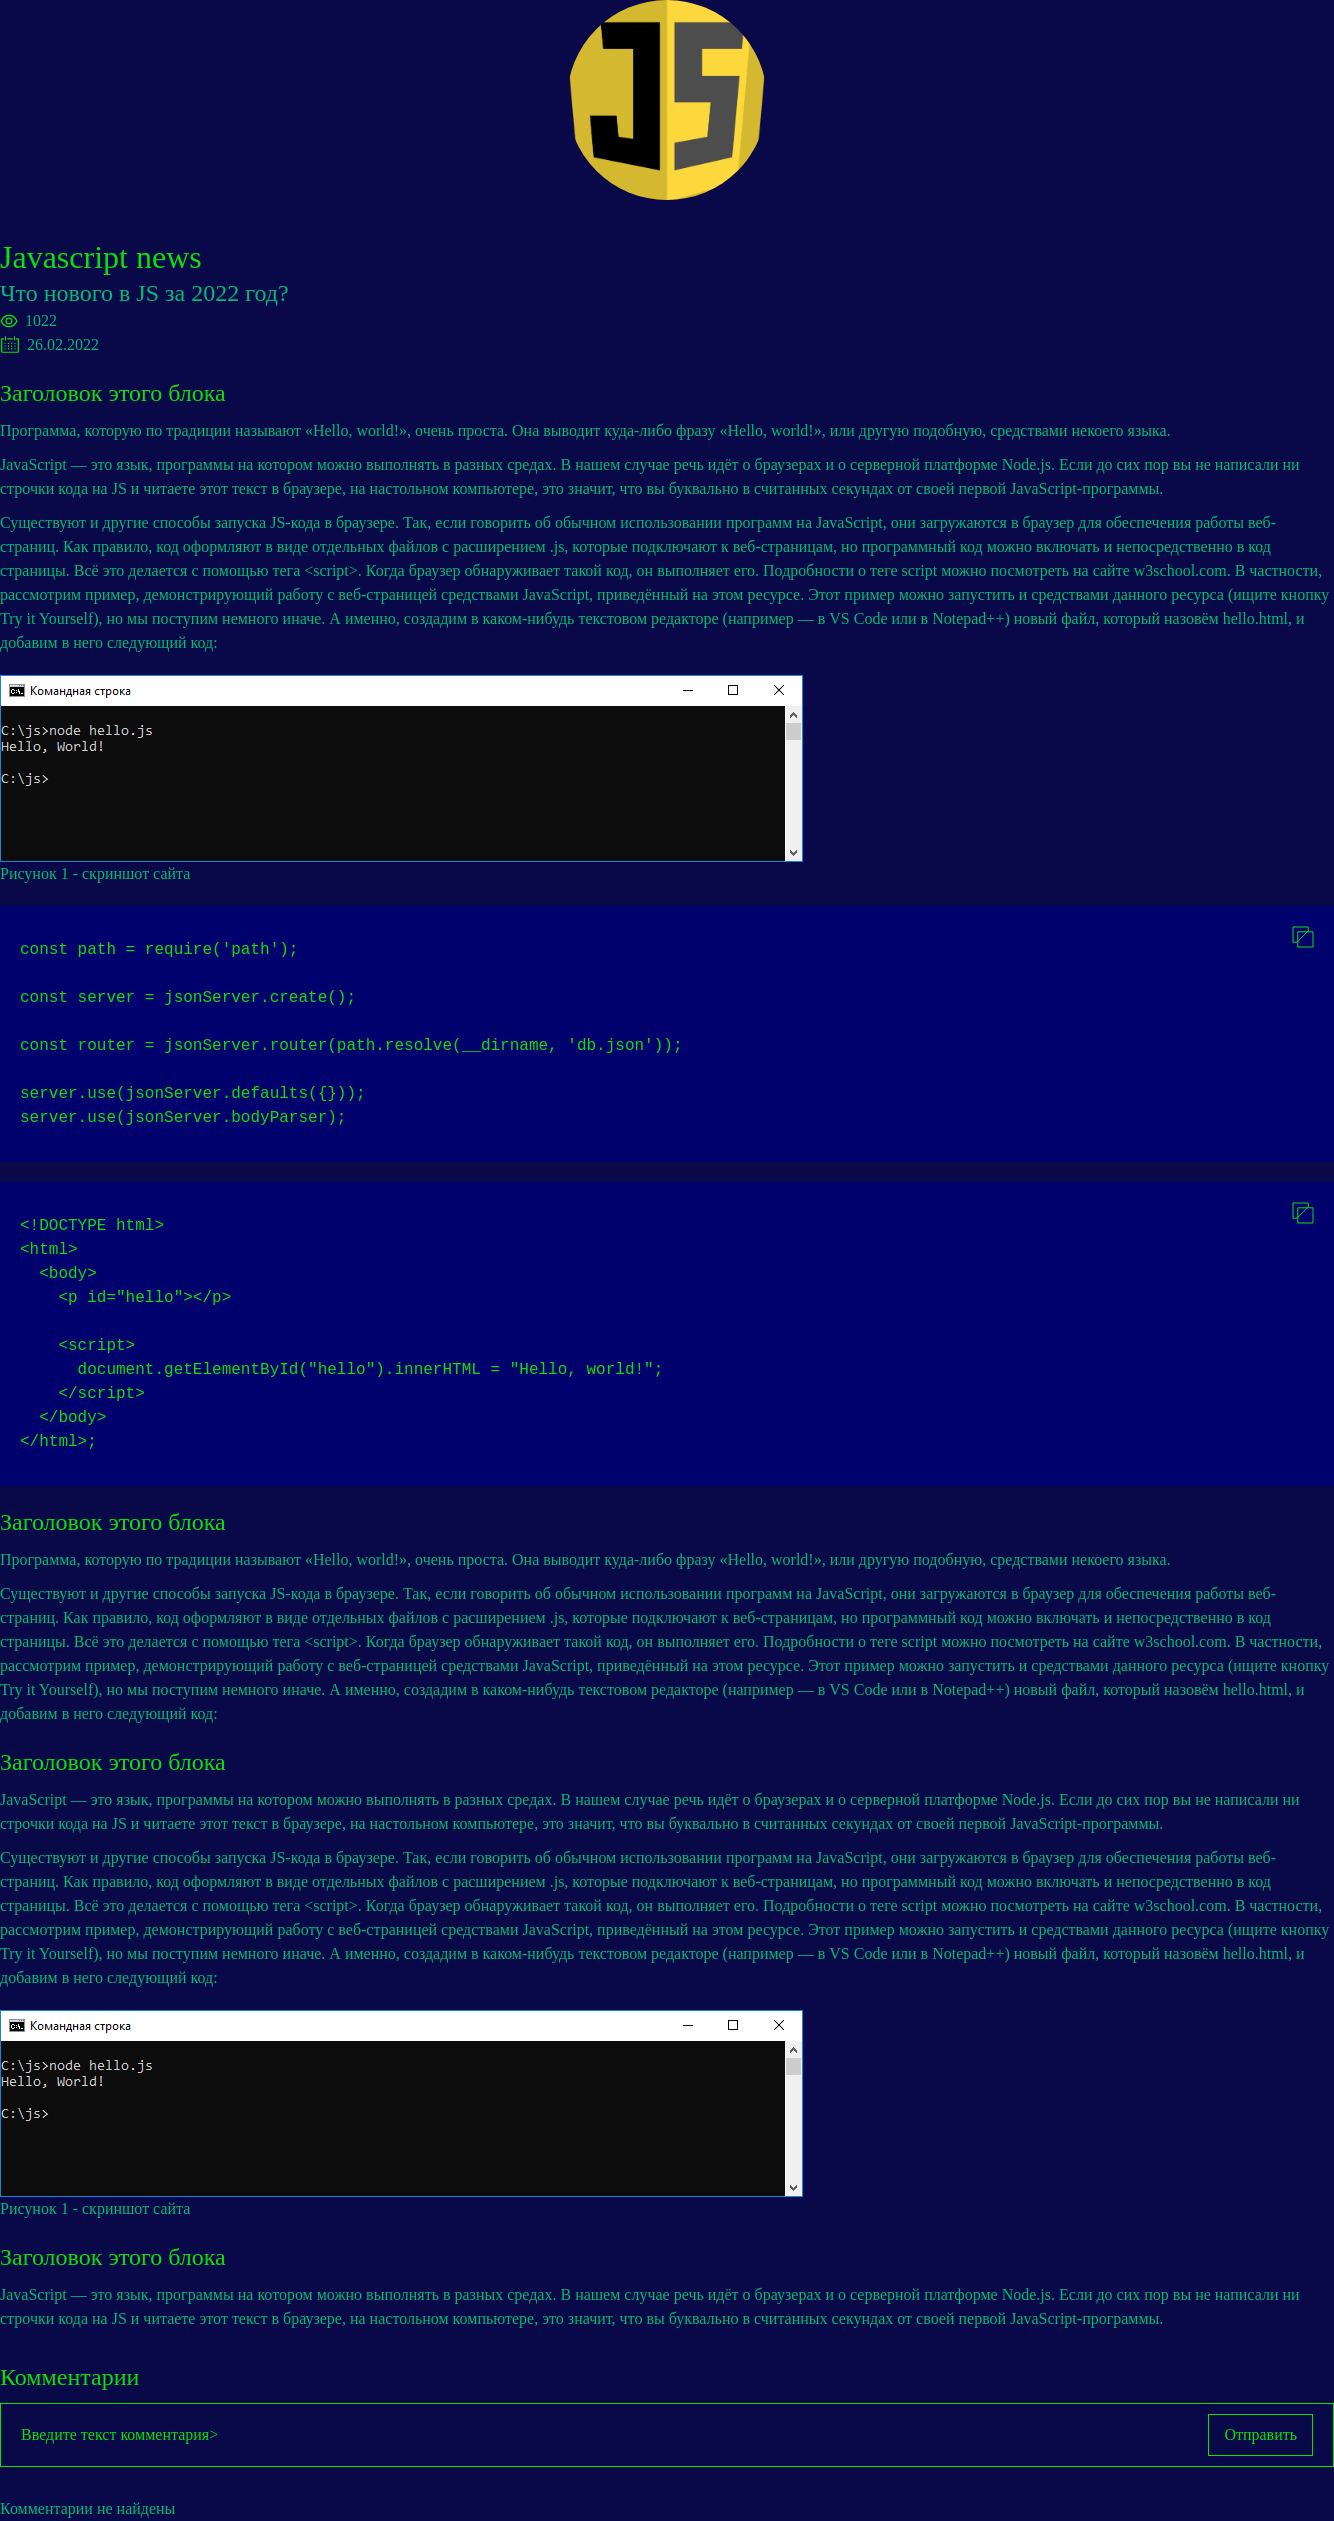 JS
Javascript news
Что нового в JS за 2022 год?
1022
26.02.2022
Заголовок этого блока
Программа, которую по традиции называют «Hello, world!», очень проста. Она выводит куда-либо фразу «Hello, world!», или другую подобную, средствами некоего языка.
JavaScript — это язык, программы на котором можно выполнять в разных средах. В нашем случае речь идёт о браузерах и о серверной платформе Node.js. Если до сих пор вы не написали ни
строчки кода на JS и читаете этот текст в браузере, на настольном компьютере, это значит, что вы буквально в считанных секундах от своей первой JavaScript-программы.
Существуют и другие способы запуска JS-кода в браузере. Так, если говорить об обычном использовании программ на JavaScript, они загружаются в браузер для обеспечения работы веб-
страниц. Как правило, код оформляют в виде отдельных файлов с расширением .js, которые подключают к веб-страницам, но программный код можно включать и непосредственно в код
страницы. Всё это делается с помощью тега <script>. Когда браузер обнаруживает такой код, он выполняет его. Подробности о теге script можно посмотреть на сайте w3school.com. В частности,
рассмотрим пример, демонстрирующий работу с веб-страницей средствами JavaScript, приведённый на этом ресурсе. Этот пример можно запустить и средствами данного ресурса (ищите кнопку
Try it Yourself), но мы поступим немного иначе. А именно, создадим в каком-нибудь текстовом редакторе (например — в VS Code или в Notepad++) новый файл, который назовём hello.html, и
добавим в него следующий код:
Командная строка
C:\js>node hello.js
Hello, World!
C:\js>
Рисунок 1 - скриншот сайта
const path = require('path');
const server = jsonServer.create();
const router = jsonServer.router(path.resolve(__dirname, 'db.json'));
server.use(jsonServer.defaults({}));
server.use(jsonServer.bodyParser);
<!DOCTYPE html>
<html>
<body>
<p id="hello"></p>
<script>
document.getElementById("hello").innerHTML = "Hello, world!";
</script>
</body>
</html>;
Заголовок этого блока
Программа, которую по традиции называют «Hello, world!», очень проста. Она выводит куда-либо фразу «Hello, world!», или другую подобную, средствами некоего языка.
Существуют и другие способы запуска JS-кода в браузере. Так, если говорить об обычном использовании программ на JavaScript, они загружаются в браузер для обеспечения работы веб-
страниц. Как правило, код оформляют в виде отдельных файлов с расширением .js, которые подключают к веб-страницам, но программный код можно включать и непосредственно в код
страницы. Всё это делается с помощью тега <script>. Когда браузер обнаруживает такой код, он выполняет его. Подробности о теге script можно посмотреть на сайте w3school.com. В частности,
рассмотрим пример, демонстрирующий работу с веб-страницей средствами JavaScript, приведённый на этом ресурсе. Этот пример можно запустить и средствами данного ресурса (ищите кнопку
Try it Yourself), но мы поступим немного иначе. А именно, создадим в каком-нибудь текстовом редакторе (например — в VS Code или в Notepad++) новый файл, который назовём hello.html, и
добавим в него следующий код:
Заголовок этого блока
JavaScript — это язык, программы на котором можно выполнять в разных средах. В нашем случае речь идёт о браузерах и о серверной платформе Node.js. Если до сих пор вы не написали ни
строчки кода на JS и читаете этот текст в браузере, на настольном компьютере, это значит, что вы буквально в считанных секундах от своей первой JavaScript-программы.
Существуют и другие способы запуска JS-кода в браузере. Так, если говорить об обычном использовании программ на JavaScript, они загружаются в браузер для обеспечения работы веб-
страниц. Как правило, код оформляют в виде отдельных файлов с расширением .js, которые подключают к веб-страницам, но программный код можно включать и непосредственно в код
страницы. Всё это делается с помощью тега <script>. Когда браузер обнаруживает такой код, он выполняет его. Подробности о теге script можно посмотреть на сайте w3school.com. В частности,
рассмотрим пример, демонстрирующий работу с веб-страницей средствами JavaScript, приведённый на этом ресурсе. Этот пример можно запустить и средствами данного ресурса (ищите кнопку
Try it Yourself), но мы поступим немного иначе. А именно, создадим в каком-нибудь текстовом редакторе (например — в VS Code или в Notepad++) новый файл, который назовём hello.html, и
добавим в него следующий код:
Командная строка
C:\js>node hello.js
Hello, World!
C:\js>
Рисунок 1 - скриншот сайта
Заголовок этого блока
JavaScript — это язык, программы на котором можно выполнять в разных средах. В нашем случае речь идёт о браузерах и о серверной платформе Node.js. Если до сих пор вы не написали ни
строчки кода на JS и читаете этот текст в браузере, на настольном компьютере, это значит, что вы буквально в считанных секундах от своей первой JavaScript-программы.
Комментарии
Введите текст комментария>
Отправить
Комментарии не найдены